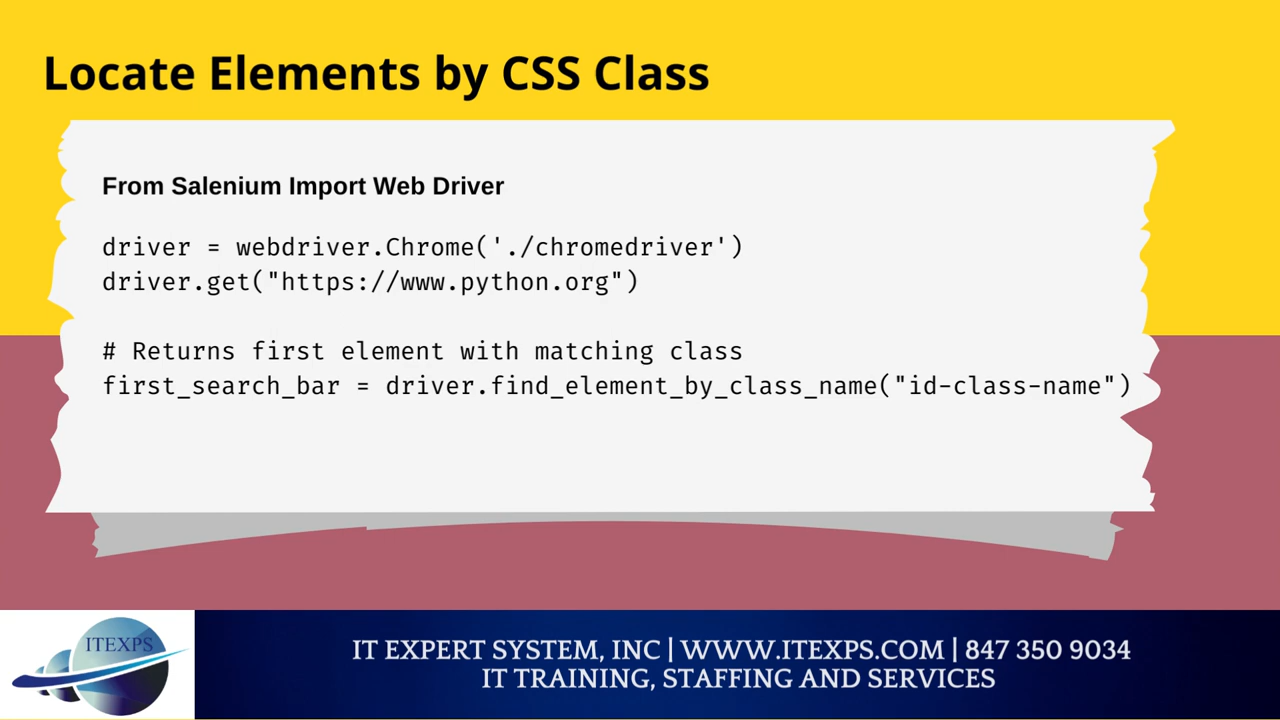 Locate Elements by CSS Class
From Salenium Import Web Driver
driver = webdriver.Chrome('./chromedriver')
driver.get("https://www.python.org")
# Returns first element with matching class
first_search_bar = driver.find_element_by_class_name("id-class-name")
ITEXPS
IT EXPERT SYSTEM, INC | WWW.ITEXPS.COM | 847 350 9034
IT TRAINING, STAFFING AND SERVICES